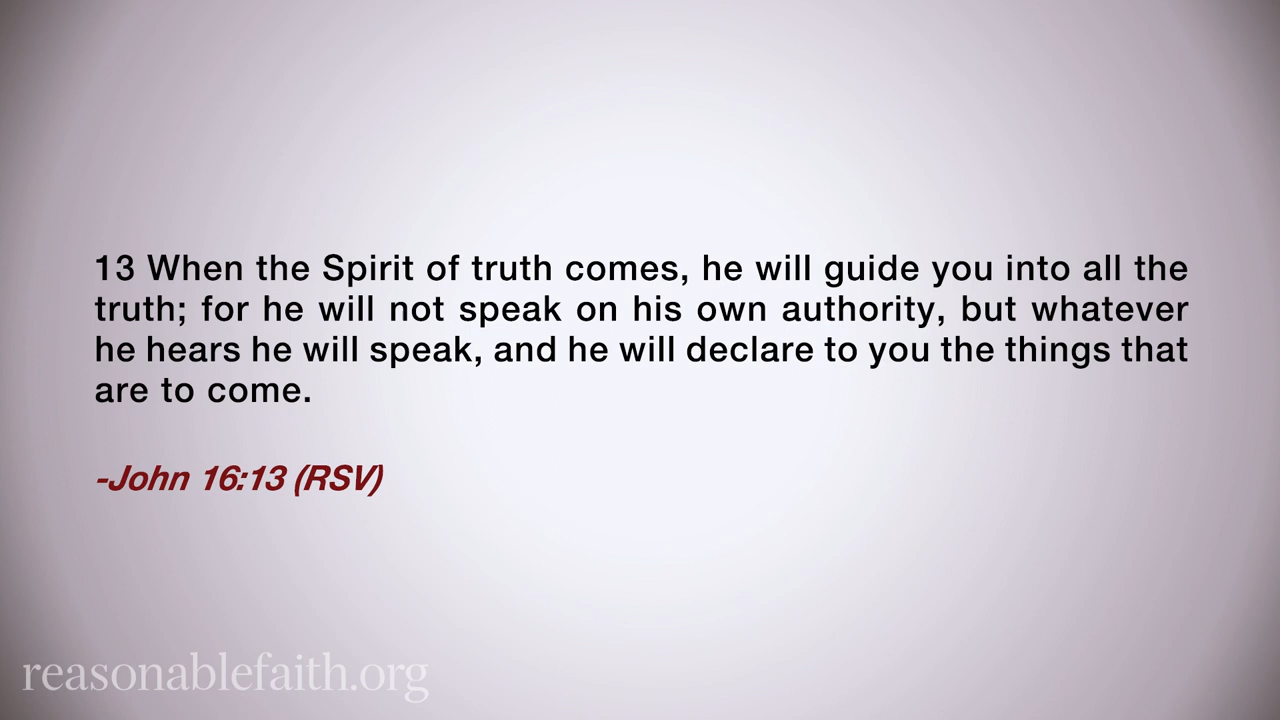 13 When the Spirit of truth comes, he will guide you into all the
truth; for he will not speak on his own authority, but whatever
he hears he will speak, and he will declare to you the things that
are to come.
-John 16:13 (RSV)
reasonablefaith.org